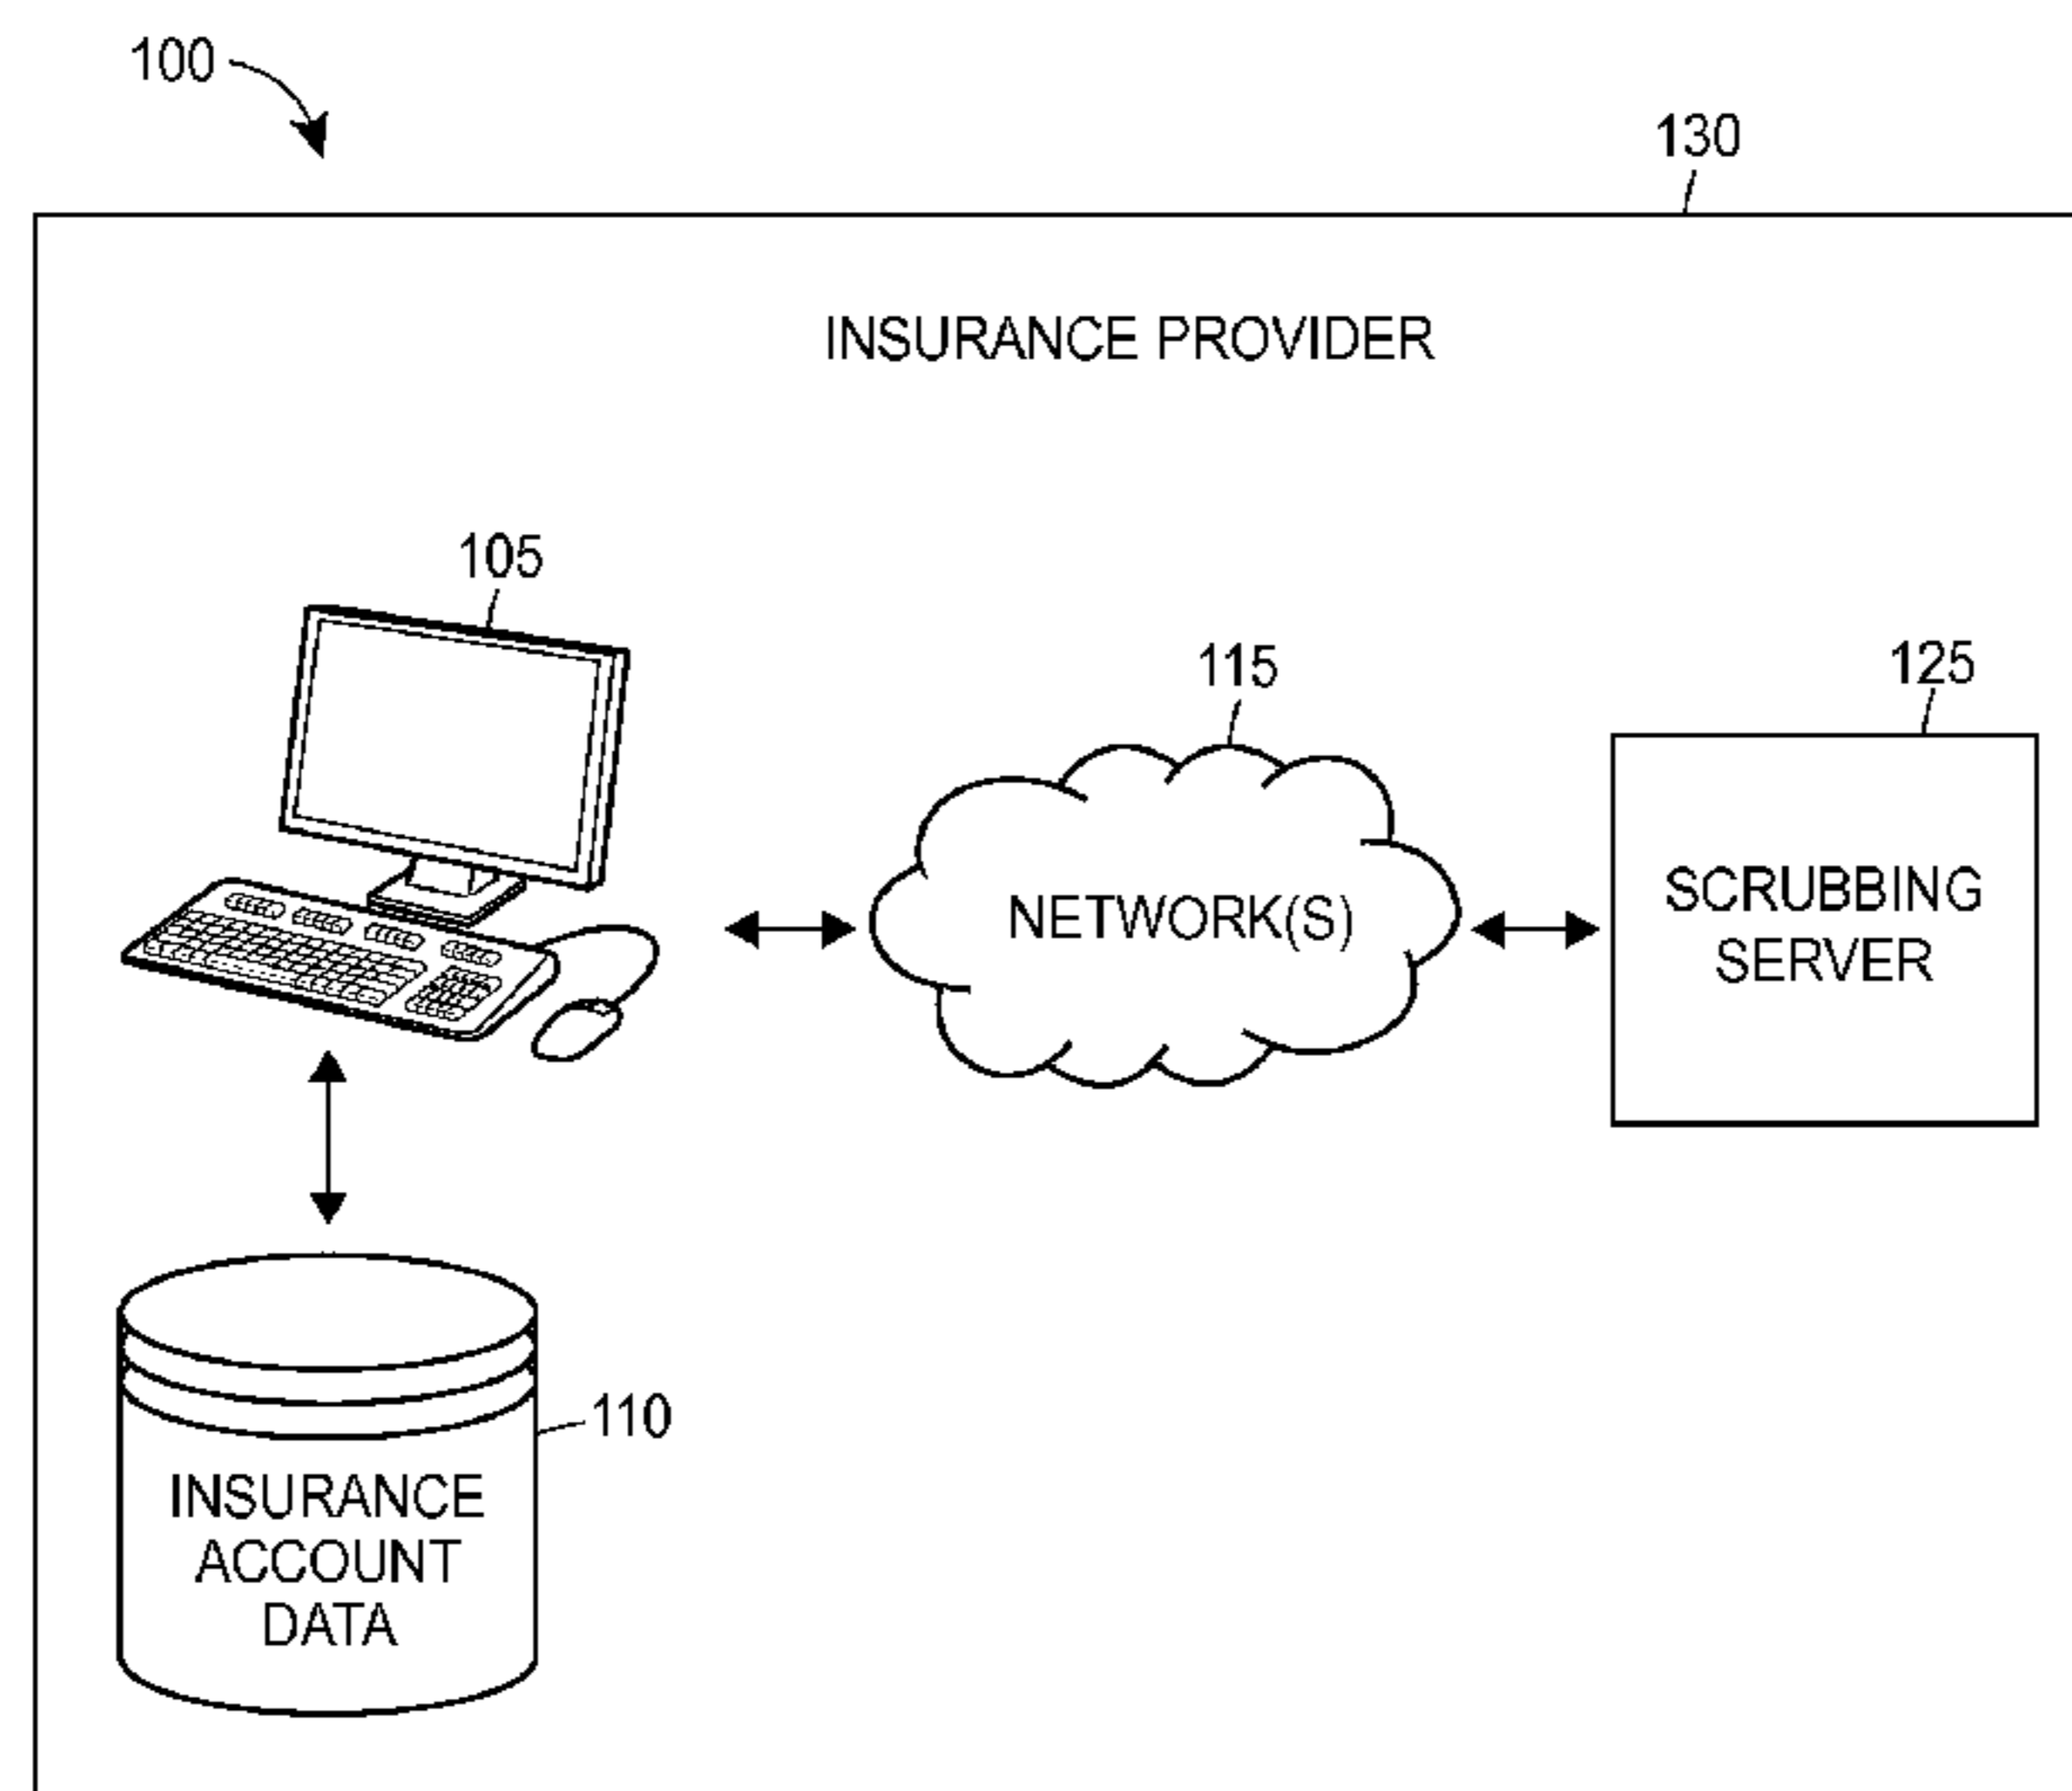 100
130
INSURANCE PROVIDER
105
115
125
NETWORK(S)
SCRUBBING
SERVER
110
INSURANCE
ACCOUNT
DATA